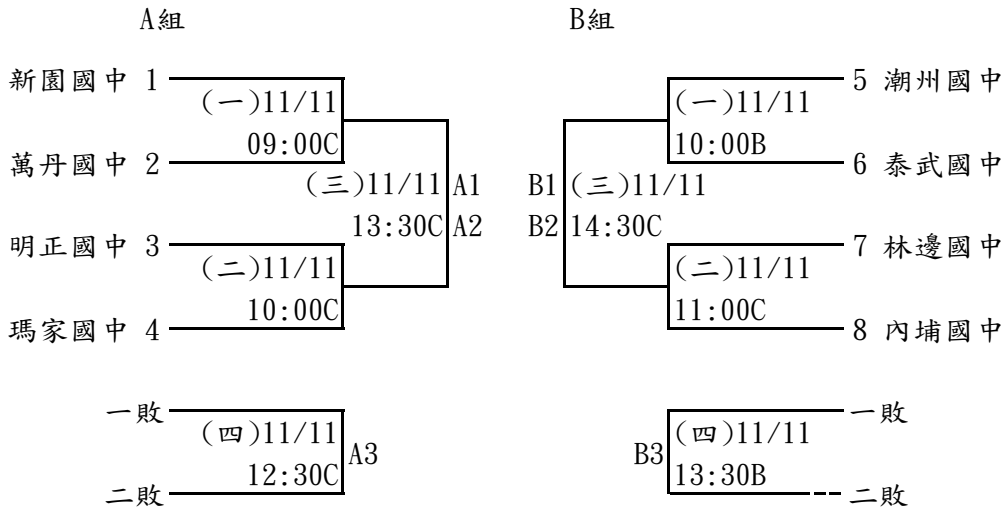 A組
B組
新園國中 1
(一)11/11
09:00C
萬丹國中 2
(三)11/11 A1
13:30C A2
明正國中 3
(二)11/11
10:00C
瑪家國中 4
一敗
(四)11/11
12:30C
A3
二敗
5 潮州國中
(一)11/11
10:00B
6 泰武國中
B1 (三)11/11
B2 14:30C
7 林邊國中
(二)11/11
11:00C
8 內埔國中
一敗
(四)11/11
B3
13:30B
二敗